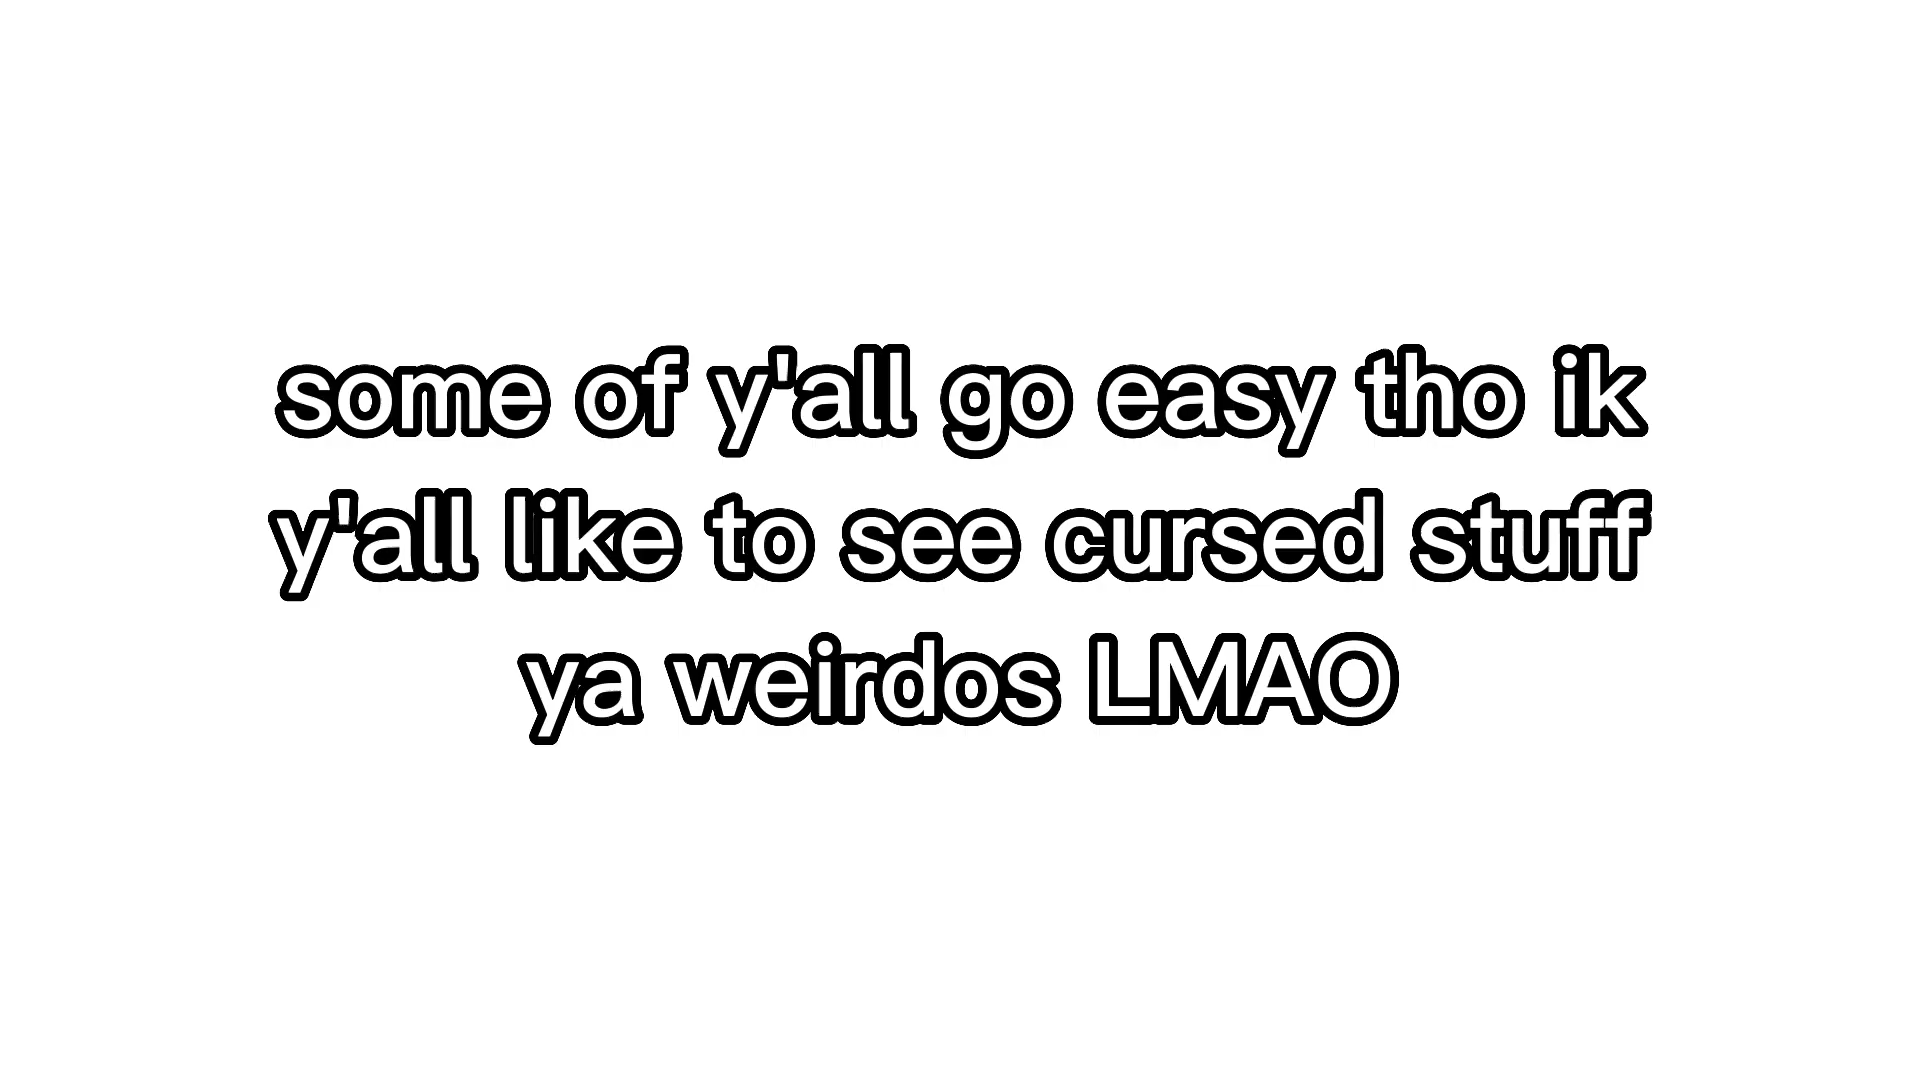 some of y'all go easy tho ik
y'all like to see cursed stuff
ya weirdos LMAO